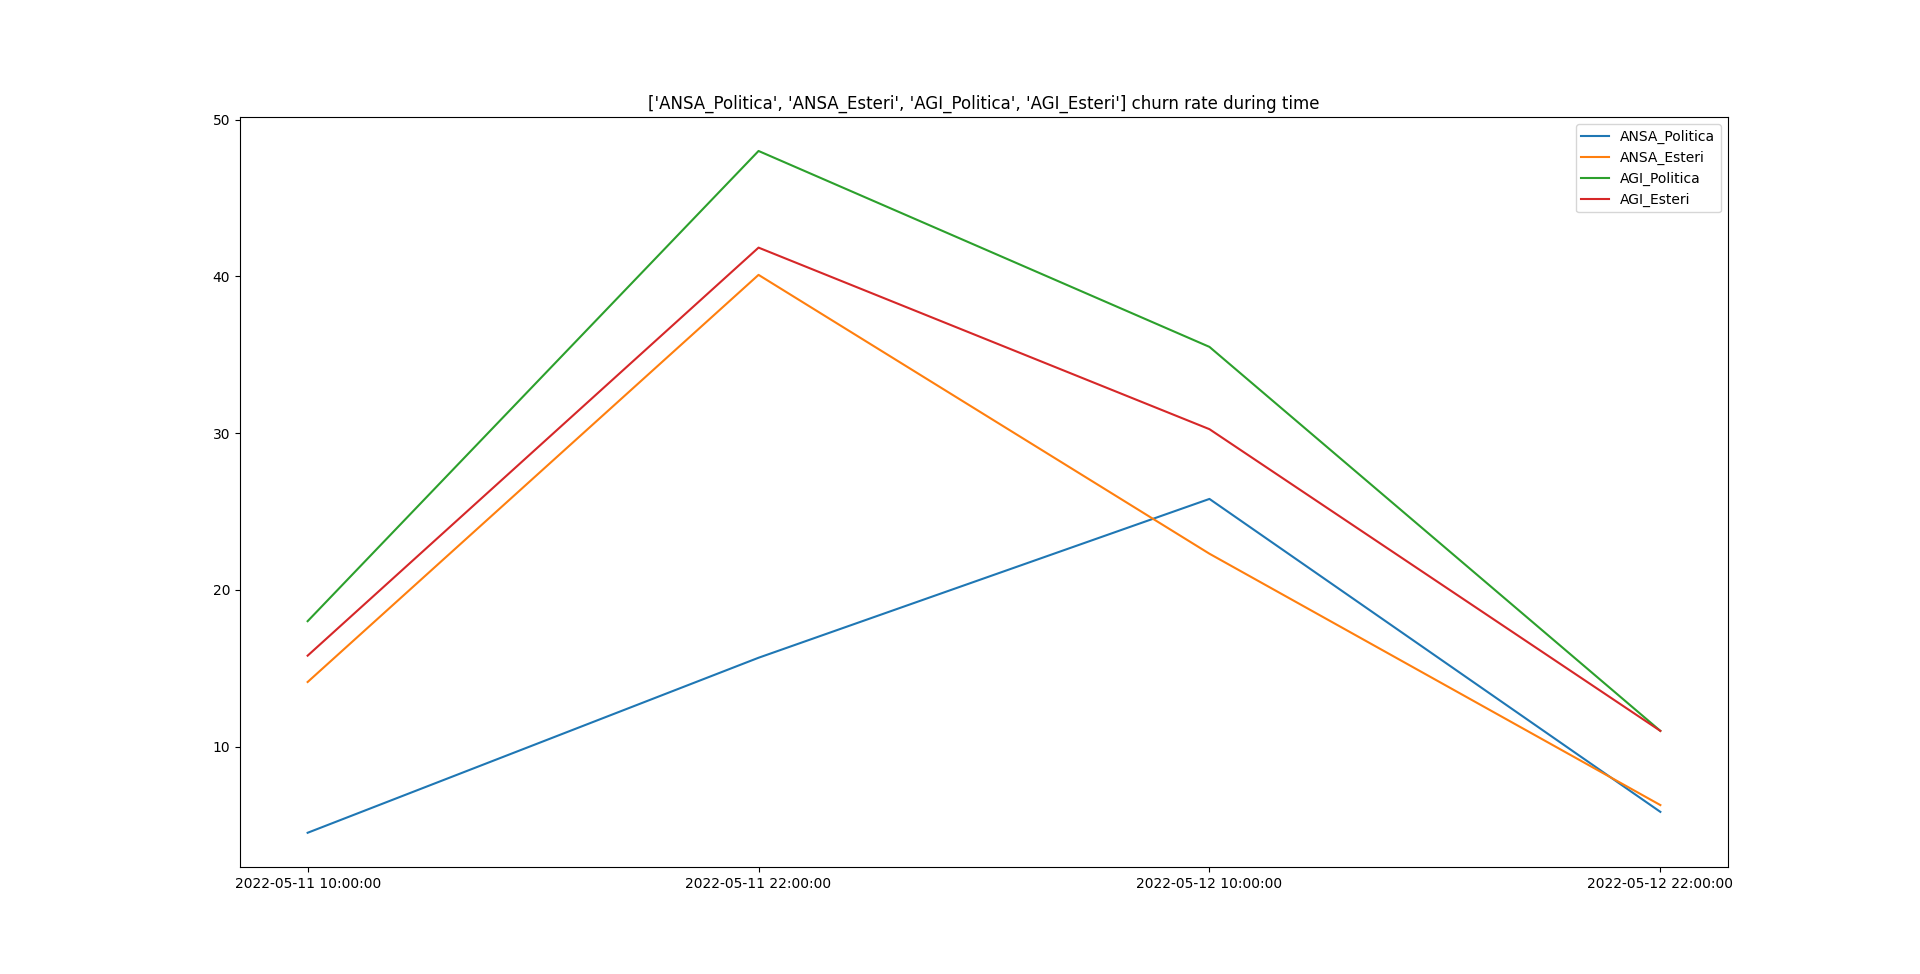 ['ANSA_Politica', 'ANSA_Esteri', 'AGI_Politica', 'AGI_Esteri'] churn rate during time
50
40
30
20
10
ANSA_Politica
ANSA_Esteri
AGI_Politica
AGI_Esteri
2022-05-11 10:00:00
2022-05-11 22:00:00
2022-05-12 10:00:00
2022-05-12 22:00:00